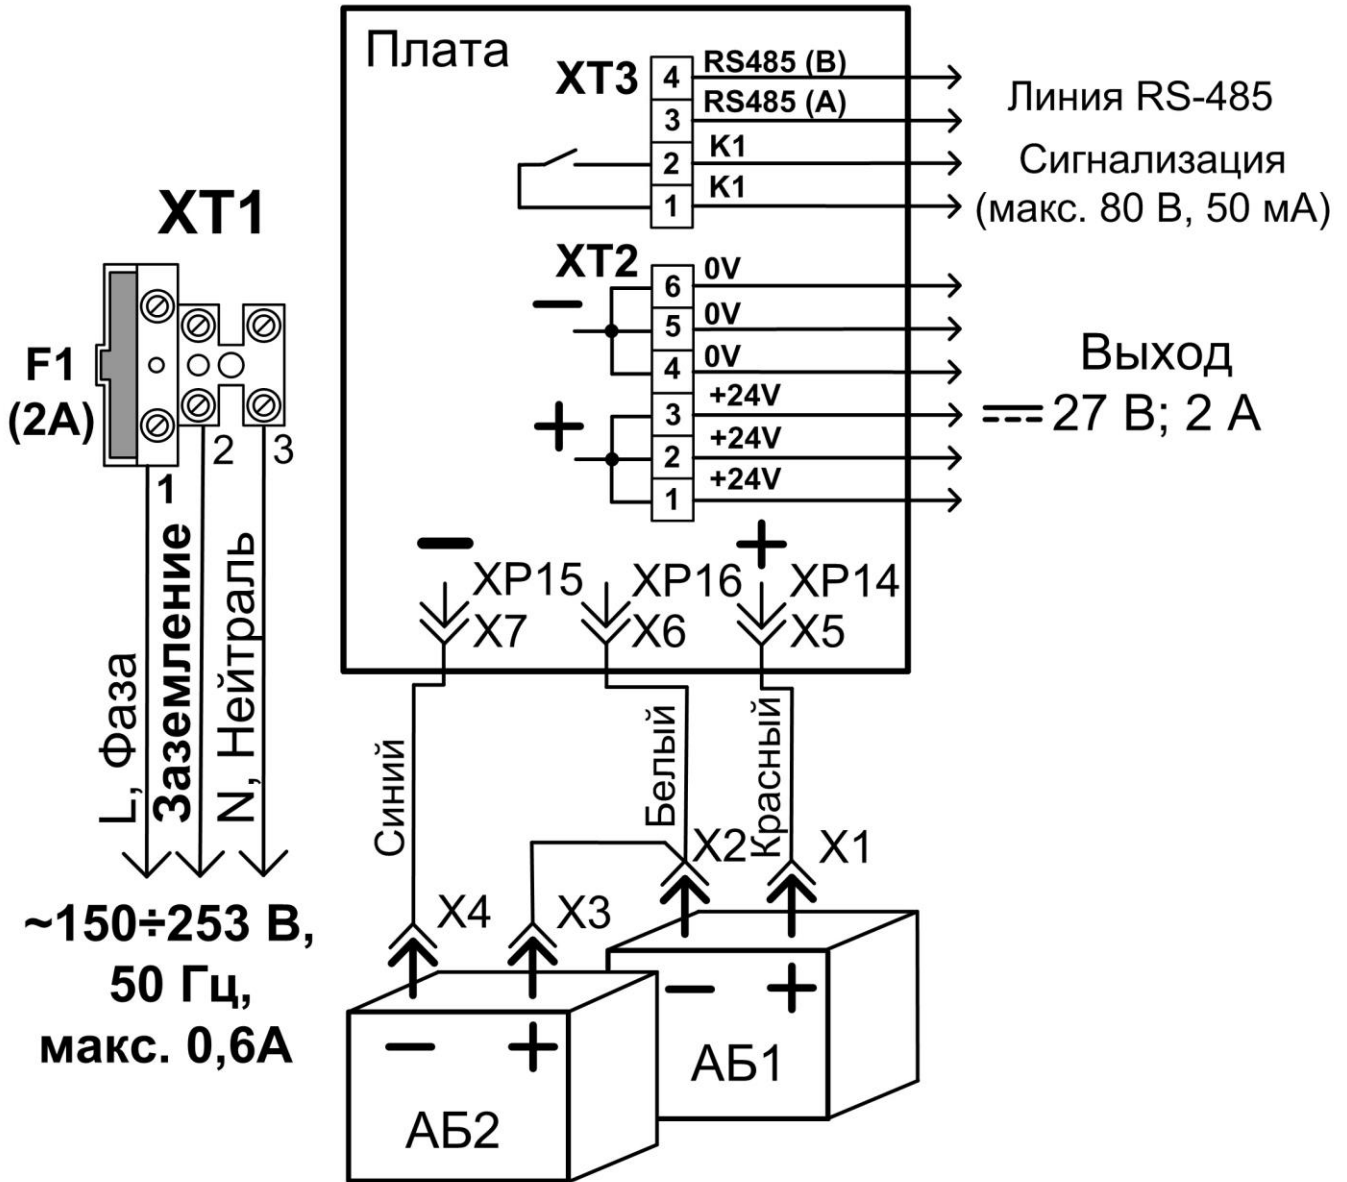 Плата
XT3
4 RS485 (B)
3 RS485 (A)
2 K1
1 K1
Линия RS-485
Сигнализация
(макс. 80 В, 50 мА)
XT1
F1
(2A)
1
2
3
L, Фаза
Заземление
N, Нейтраль
~150÷253 В,
50 Гц,
макс. 0,6А
XT2
6 0V
5 0V
4 0V
3 +24V
2 +24V
1 +24V
−
+
Выход
27 В; 2 А
−
+
XP15
XP16
XP14
X7
X6
X5
Синий
Белый
Красный
X4
X3
X2
X1
− +
АБ1
− +
АБ2